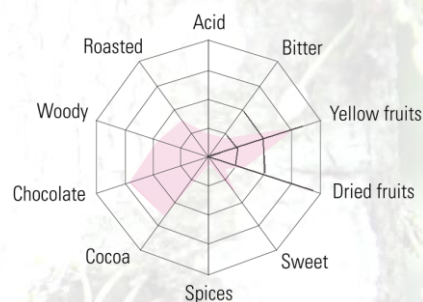 Acid
Roasted
Bitter
Woody
Yellow fruits
Chocolate
Dried fruits
Cocoa
Sweet
Spices